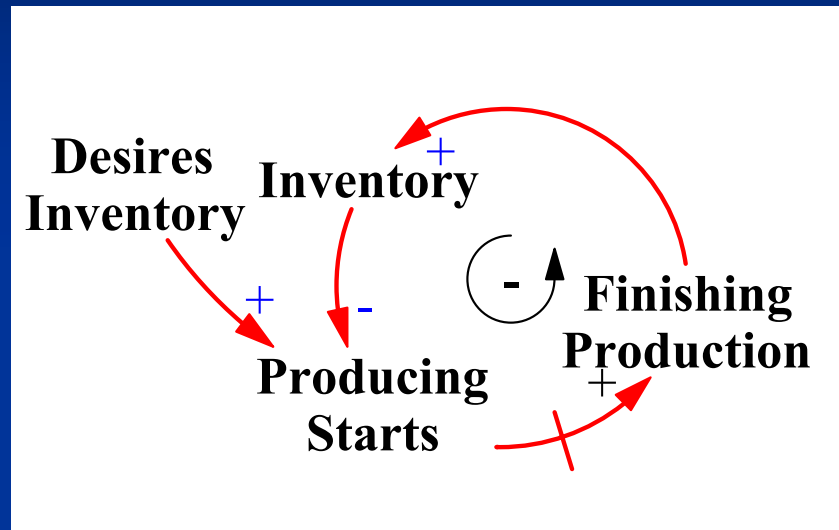 Desires
Inventory
Inventory
+
+
-
-
Producing
Starts
Finishing
Production
+